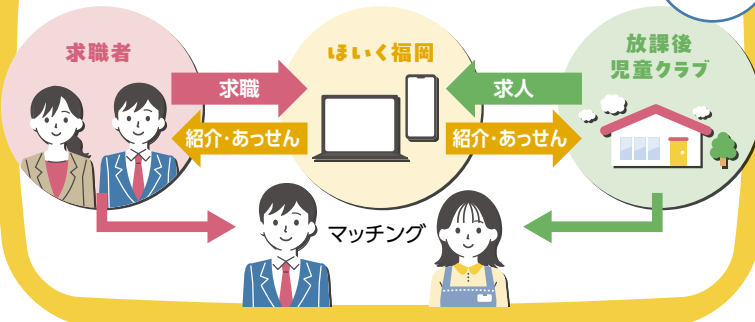 求職者
ほいく福岡
放課後
児童クラブ
求職
求人
紹介・あっせん
紹介・あっせん
マッチング